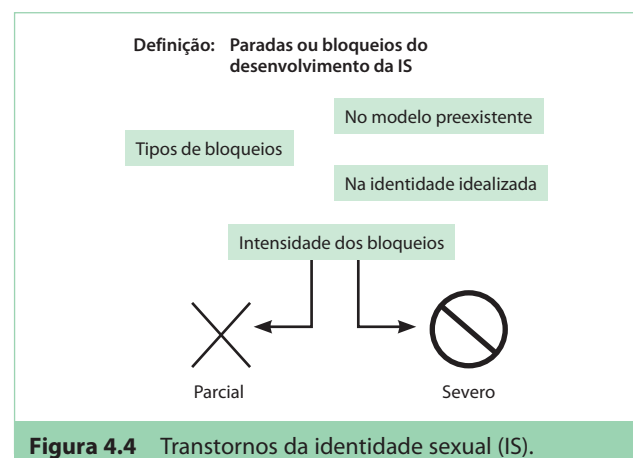 Definição: Paradas ou bloqueios do
desenvolvimento da IS
No modelo preexistente
Tipos de bloqueios
Na identidade idealizada
Intensidade dos bloqueios
Parcial
Severo
Figura 4.4 Transtornos da identidade sexual (IS).